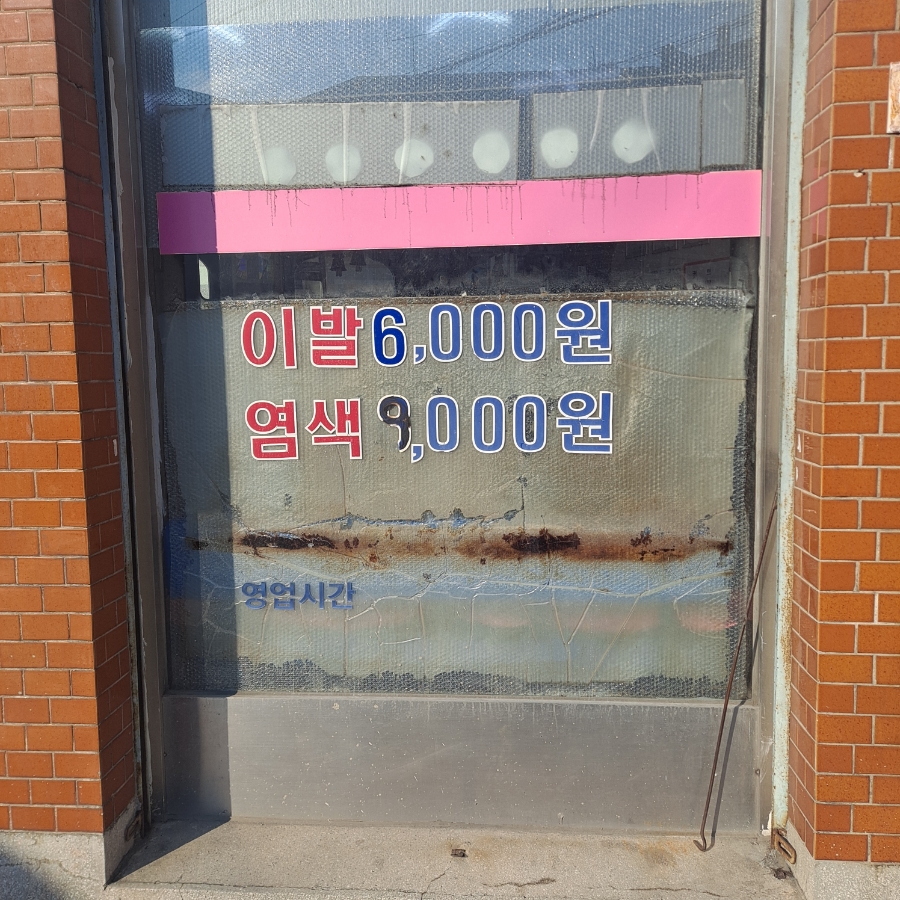 이발 6,000원
염색 9,000원
영업시간